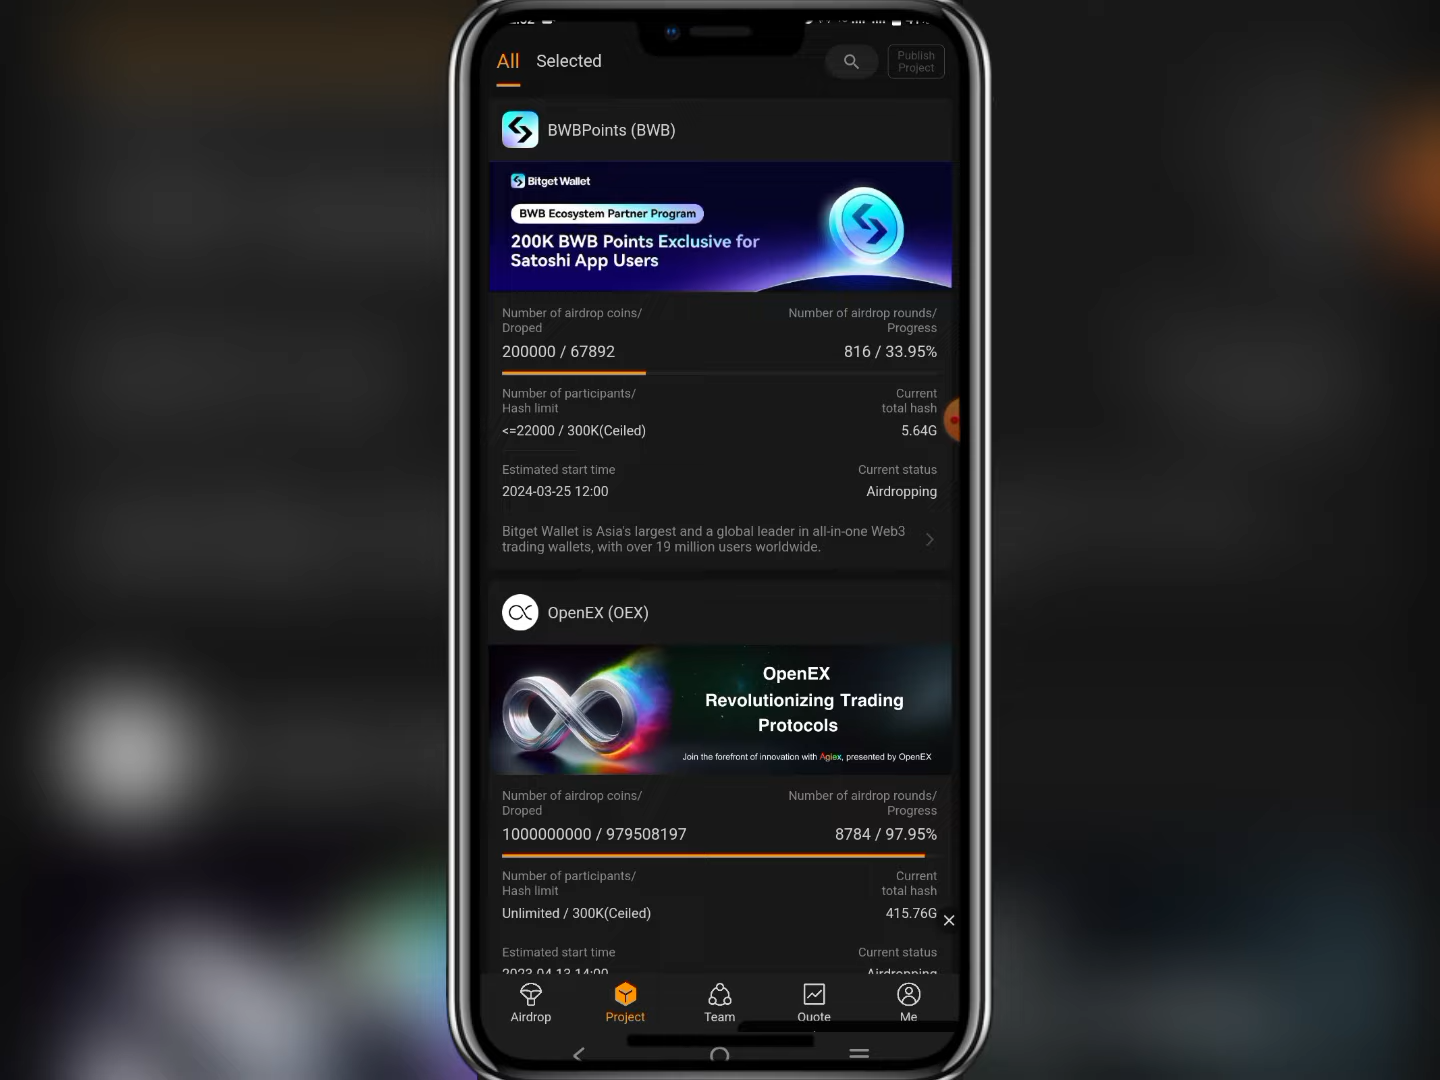 All Selected
Publish
Project
BWBPoints (BWB)
Bitget Wallet
BWB Ecosystem Partner Program
200K BWB Points Exclusive for
Satoshi App Users
Number of airdrop coins/
Droped
Number of airdrop rounds/
Progress
200000 / 67892
816 / 33.95%
Number of participants/
Hash limit
Current
total hash
<=22000 / 300K(Ceiled)
5.64G
Estimated start time
Current status
2024-03-25 12:00
Airdropping
Bitget Wallet is Asia's largest and a global leader in all-in-one Web3
trading wallets, with over 19 million users worldwide.
OpenEX (OEX)
OpenEX
Revolutionizing Trading
Protocols
Join the forefront of innovation with Aglex, presented by OpenEX
Number of airdrop coins/
Droped
Number of airdrop rounds/
Progress
1000000000 / 979508197
8784 / 97.95%
Number of participants/
Hash limit
Current
total hash
Unlimited / 300K(Ceiled)
415.76G
Estimated start time
Current status
2023-04-13 14:00
Airdropping
Airdrop
Project
Team
Quote
Me